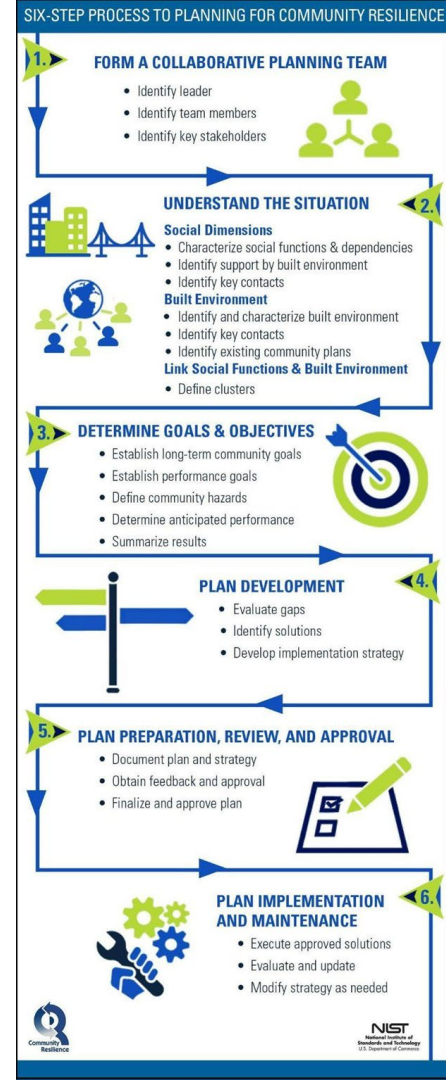 SIX-STEP PROCESS TO PLANNING FOR COMMUNITY RESILIENCE
1.
FORM A COLLABORATIVE PLANNING TEAM
• Identify leader
• Identify team members
• Identify key stakeholders
UNDERSTAND THE SITUATION
2.
Social Dimensions
• Characterize social functions & dependencies
• Identify support by built environment
• Identify key contacts
Built Environment
• Identify and characterize built environment
• Identify key contacts
• Identify existing community plans
Link Social Functions & Built Environment
• Define clusters
3.
DETERMINE GOALS & OBJECTIVES
• Establish long-term community goals
• Establish performance goals
• Define community hazards
• Determine anticipated performance
• Summarize results
PLAN DEVELOPMENT
4.
• Evaluate gaps
• Identify solutions
• Develop implementation strategy
5.
PLAN PREPARATION, REVIEW, AND APPROVAL
• Document plan and strategy
• Obtain feedback and approval
• Finalize and approve plan
PLAN IMPLEMENTATION
AND MAINTENANCE
6.
• Execute approved solutions
• Evaluate and update
• Modify strategy as needed
Community
Resilience
NIST
National Institute of
Standards and Technology
U.S. Department of Commerce